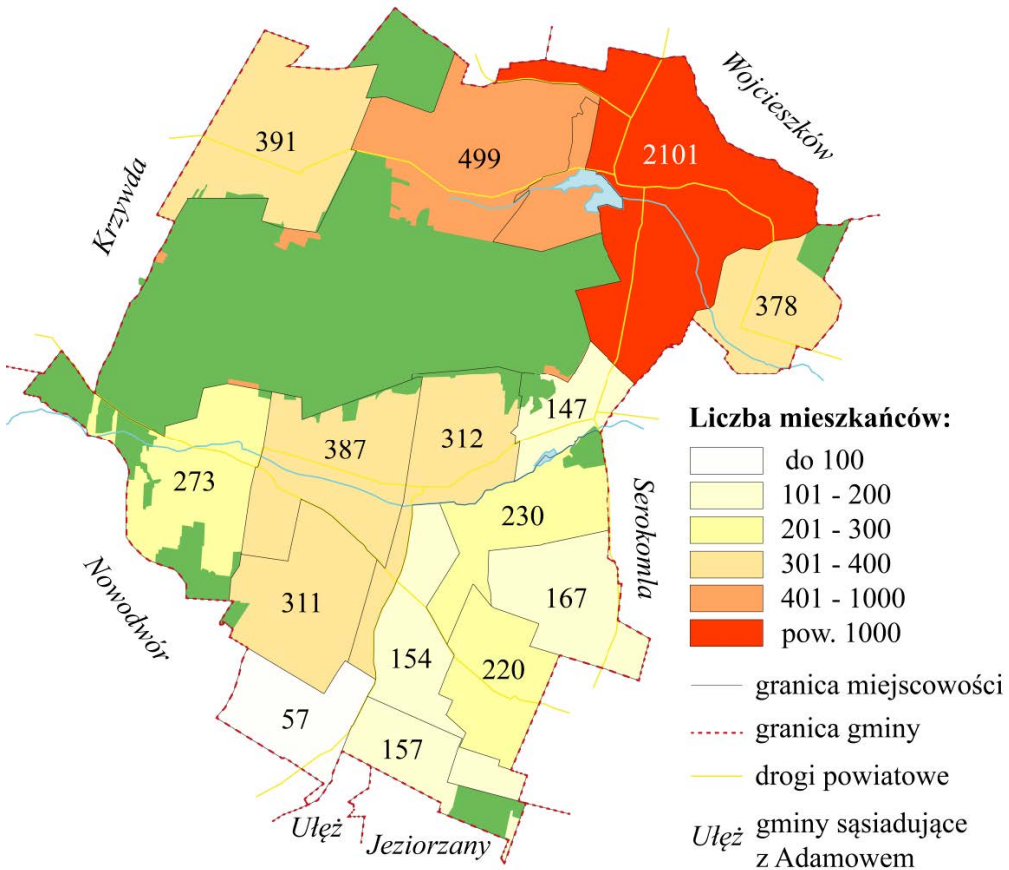 Wojcieszków
391
499
2101
Krzywda
378
147
312
387
273
230
Serokomla
167
Nowodwór
311
154
220
57
157
Ułęż
Jeziorzany
Liczba mieszkańców:
do 100
101 - 200
201 - 300
301 - 400
401 - 1000
pow. 1000
granica miejscowości
granica gminy
drogi powiatowe
Ułęż gminy sąsiadujące
z Adamowem